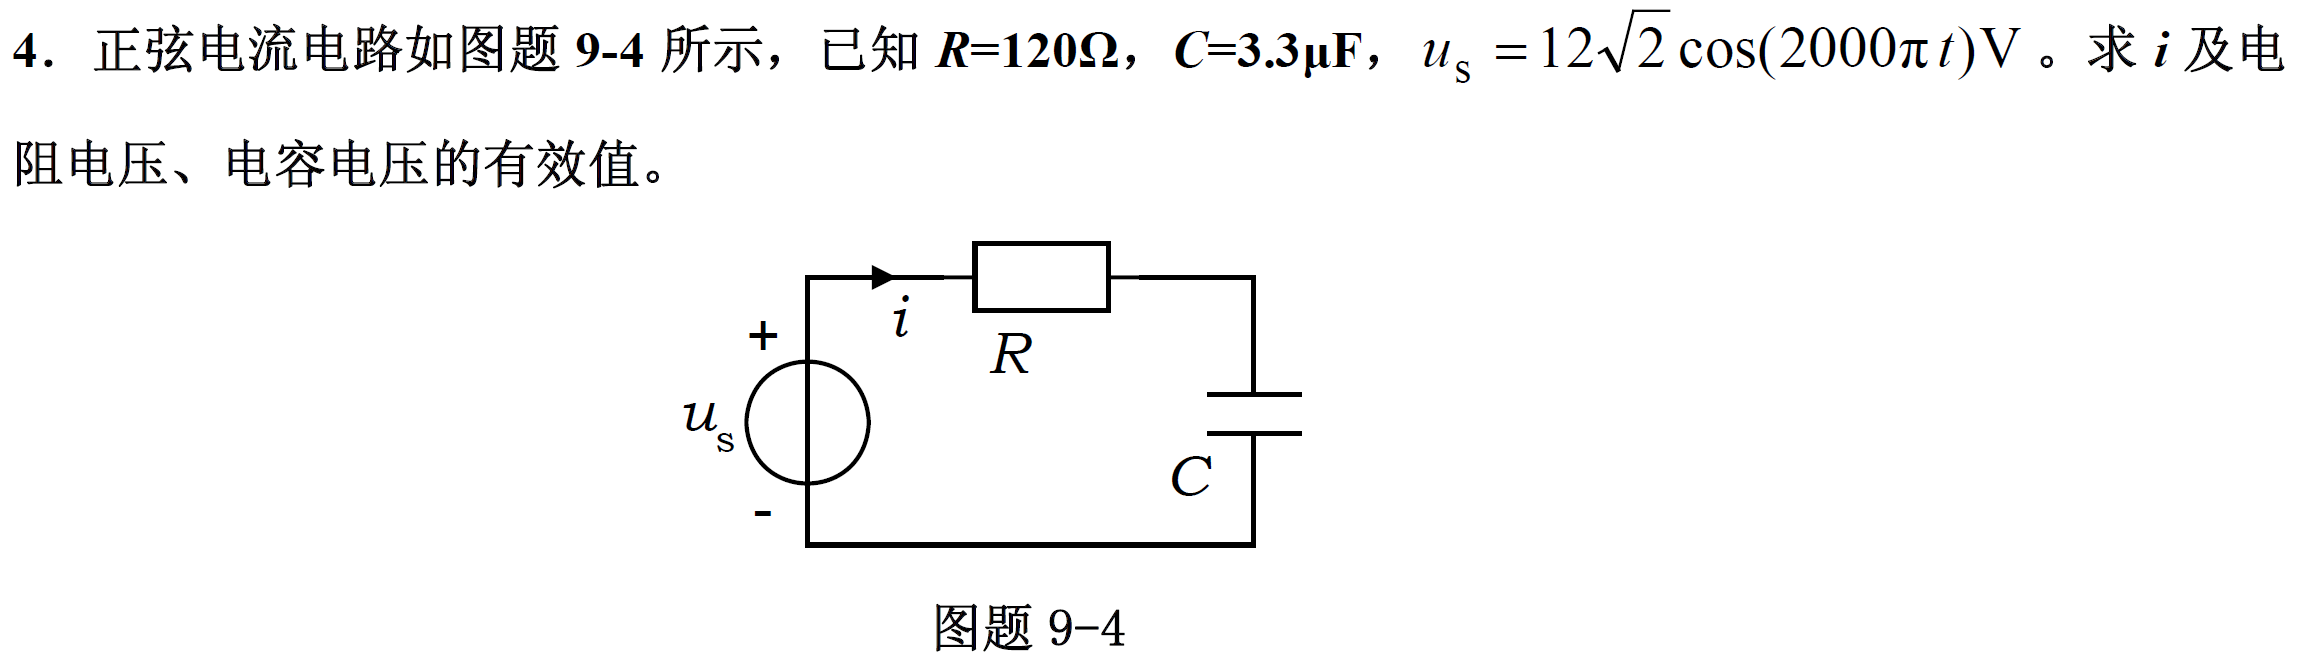 4．正弦电流电路如图题 9-4 所示，已知 R=120Ω，C=3.3μF，u_s = 12√2 cos(2000π t)V 。求 i 及电
阻电压、电容电压的有效值。
+
i
R
u_s
C
-
图题 9-4